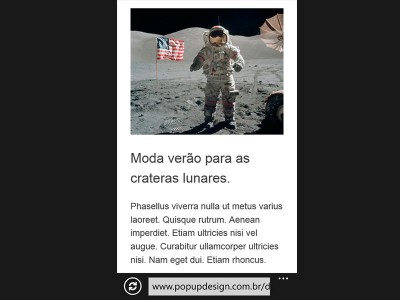 Moda verão para as
crateras lunares.
Phasellus viverra nulla ut metus varius
laoreet. Quisque rutrum. Aenean
imperdiet. Etiam ultricies nisi vel
augue. Curabitur ullamcorper ultricies
nisi. Nam eget dui. Etiam rhoncus.
www.popupdesign.com.br/d